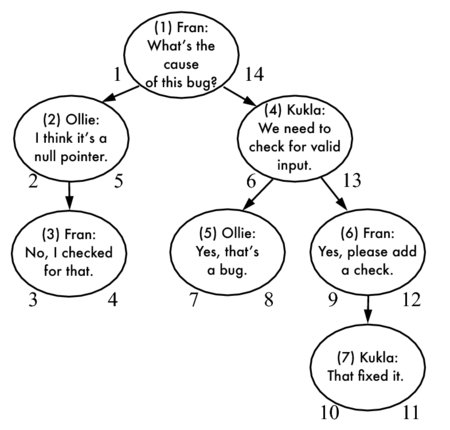 (1) Fran:
What's the
cause
of this bug?
1
14
(2) Ollie:
I think it's a
null pointer.
2
5
(4) Kukla:
We need to
check for valid
input.
6
13
(3) Fran:
No, I checked
for that.
3
4
(5) Ollie:
Yes, that's
a bug.
7
8
(6) Fran:
Yes, please add
a check.
9
12
(7) Kukla:
That fixed it.
10
11